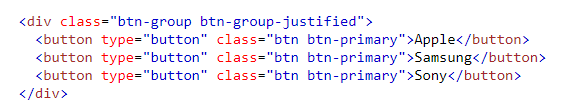 <div class="btn-group btn-group-justified">
  <button type="button" class="btn btn-primary">Apple</button>
  <button type="button" class="btn btn-primary">Samsung</button>
  <button type="button" class="btn btn-primary">Sony</button>
</div>